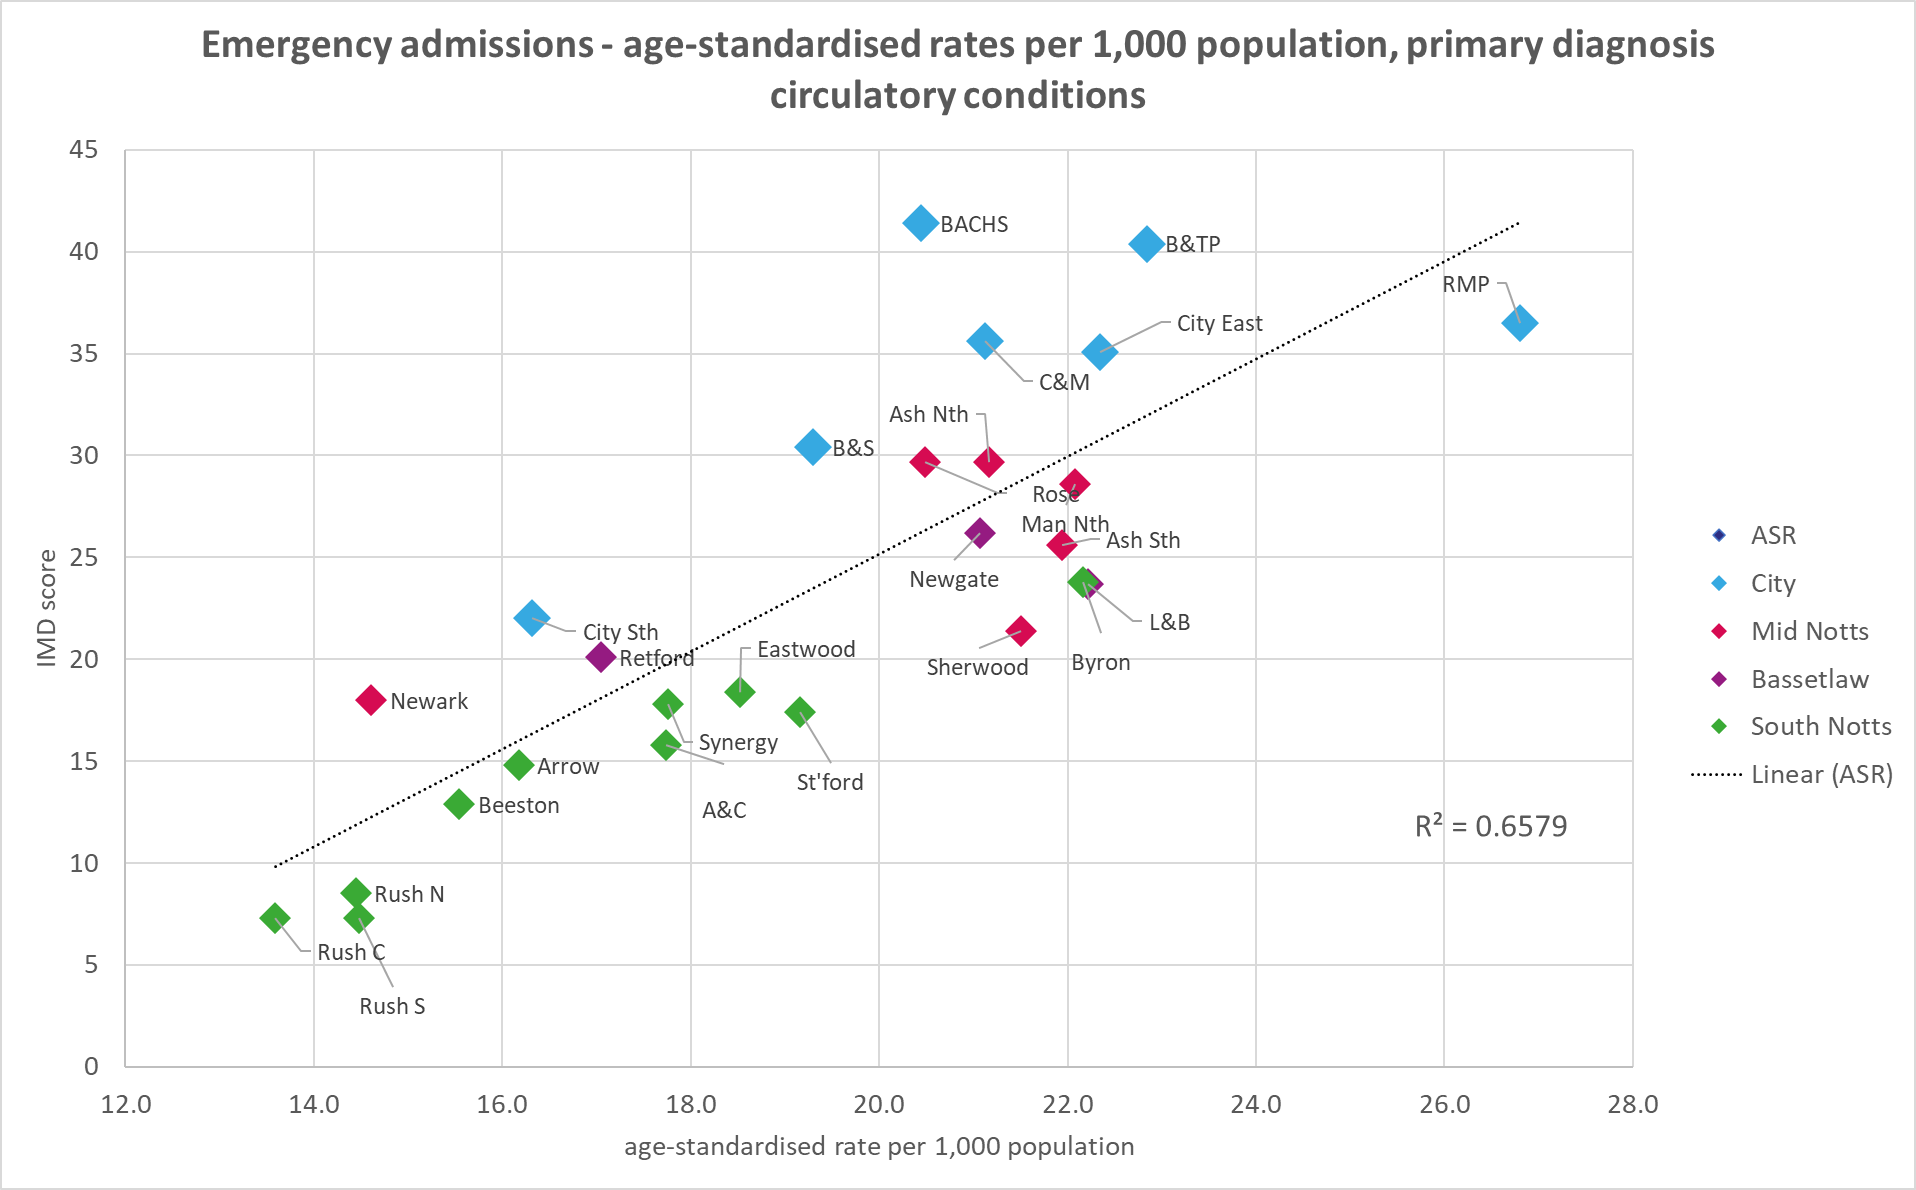 Emergency admissions - age-standardised rates per 1,000 population, primary diagnosis
circulatory conditions
45
40
35
30
25
20
15
10
5
0
IMD score
BACHS
B&TP
RMP
City East
C&M
Ash Nth
B&S
Rose
Man Nth
Ash Sth
Newgate
L&B
City Sth
Eastwood
Retford
Byron
Sherwood
Newark
Synergy
Arrow
St'ford
Beeston
A&C
R² = 0.6579
Rush N
Rush C
Rush S
12.0 14.0 16.0 18.0 20.0 22.0 24.0 26.0 28.0
age-standardised rate per 1,000 population
ASR
City
Mid Notts
Bassetlaw
South Notts
Linear (ASR)